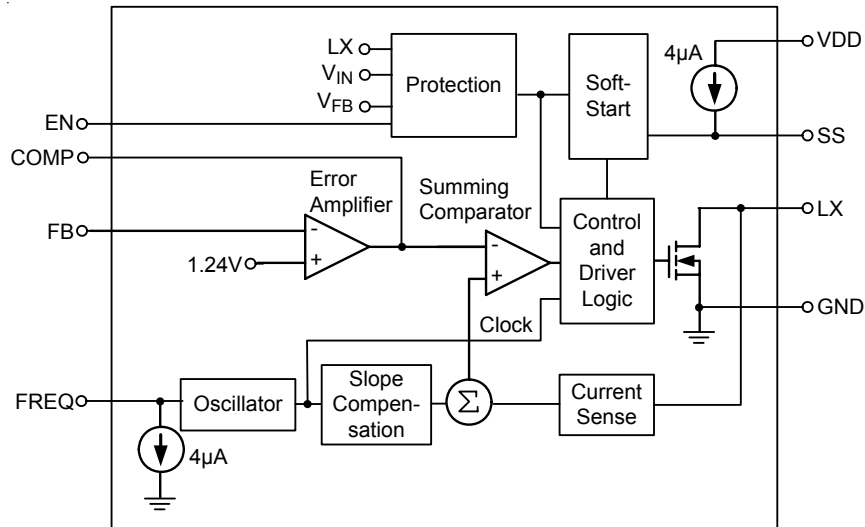 LX
VIN
VFB
Protection
Soft-
Start
4µA
VDD
EN
SS
COMP
Error
Amplifier
Summing
Comparator
FB
-
+
1.24V
-
+
Control
and
Driver
Logic
LX
GND
Clock
FREQ
Oscillator
Slope
Compen-
sation
Σ
Current
Sense
4µA